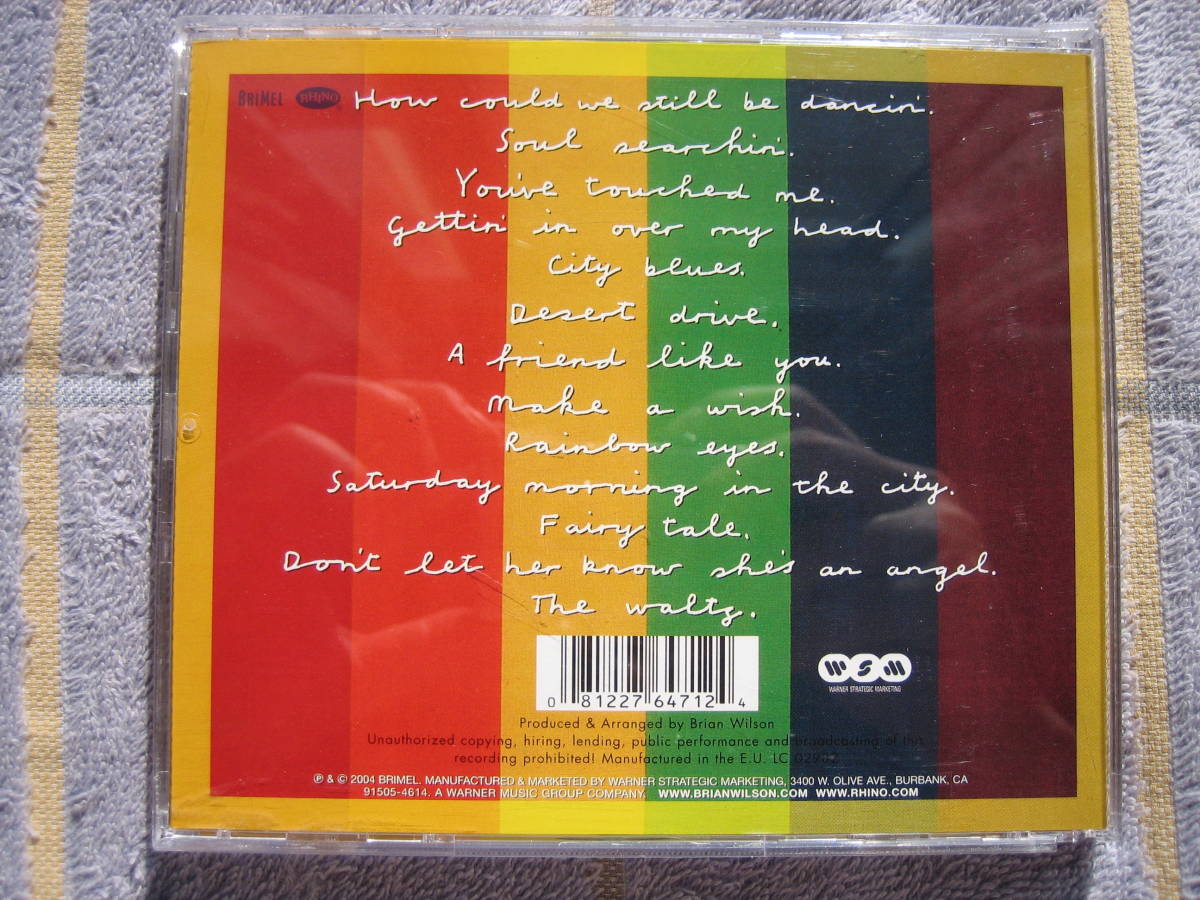 BRIMEL RHINO How could we still be dancin'.
Soul searchin'.
You've touched me.
Gettin' in over my head.
City blues.
Desert drive.
A friend like you.
Make a wish.
Rainbow eyes.
Saturday morning in the city.
Fairy tale.
Don't let her know she's an angel.
The waltz.
0 81227 64712 4
WSM
WARNER STRATEGIC MARKETING
Produced & Arranged by Brian Wilson
Unauthorized copying, hiring, lending, public performance and broadcasting of this
recording prohibited! Manufactured in the E.U. LC 02982
℗ & © 2004 BRIMEL. MANUFACTURED & MARKETED BY WARNER STRATEGIC MARKETING, 3400 W. OLIVE AVE., BURBANK, CA
91505-4614. A WARNER MUSIC GROUP COMPANY. WWW.BRIANWILSON.COM WWW.RHINO.COM